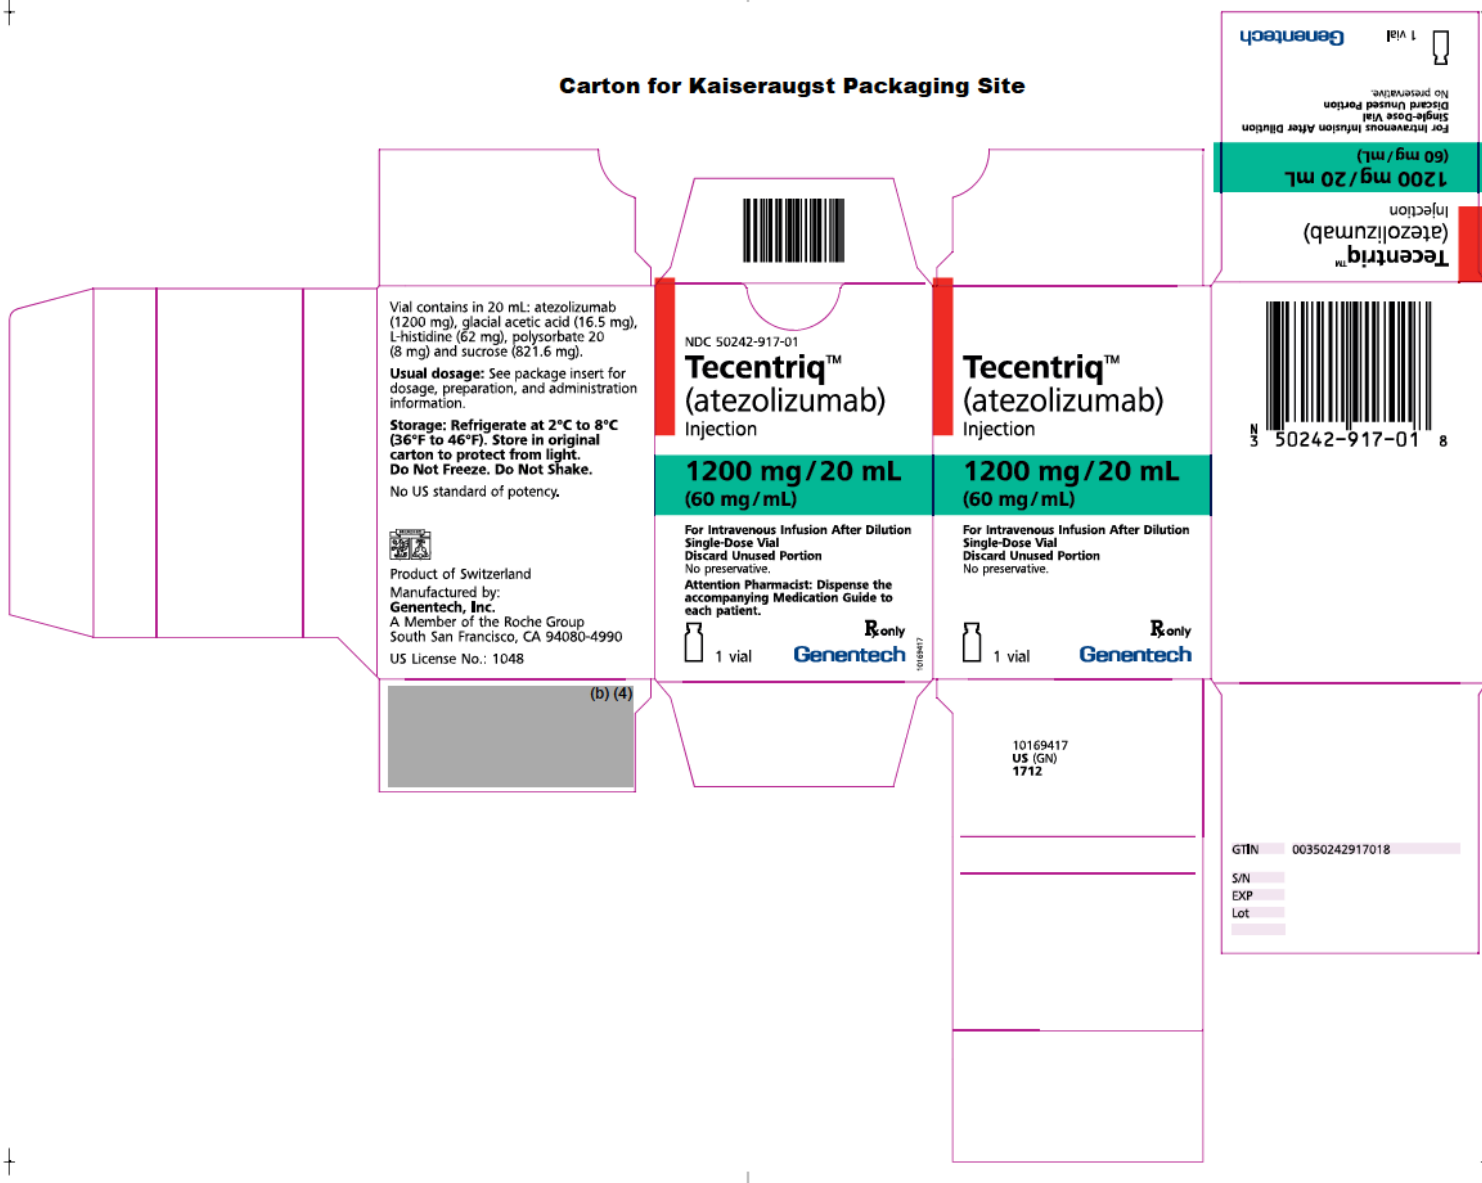 Carton for Kaiseraugst Packaging Site
Vial contains in 20 mL: atezolizumab
(1200 mg), glacial acetic acid (16.5 mg),
L-histidine (62 mg), polysorbate 20
(8 mg) and sucrose (821.6 mg).
Usual dosage: See package insert for
dosage, preparation, and administration
information.
Storage: Refrigerate at 2°C to 8°C
(36°F to 46°F). Store in original
carton to protect from light.
Do Not Freeze. Do Not Shake.
No US standard of potency.
Product of Switzerland
Manufactured by:
Genentech, Inc.
A Member of the Roche Group
South San Francisco, CA 94080-4990
US License No.: 1048
(b) (4)
NDC 50242-917-01
Tecentriq™
(atezolizumab)
Injection
1200 mg/20 mL
(60 mg/mL)
For Intravenous Infusion After Dilution
Single-Dose Vial
Discard Unused Portion
No preservative.
Attention Pharmacist: Dispense the
accompanying Medication Guide to
each patient.
Rx only
1 vial
Genentech
10169417
Tecentriq™
(atezolizumab)
Injection
1200 mg/20 mL
(60 mg/mL)
For Intravenous Infusion After Dilution
Single-Dose Vial
Discard Unused Portion
No preservative.
Rx only
1 vial
Genentech
10169417
US (GN)
1712
Tecentriq™
(atezolizumab)
Injection
1200 mg/20 mL
(60 mg/mL)
For Intravenous Infusion After Dilution
Single-Dose Vial
Discard Unused Portion
No preservative.
1 vial
Genentech
N
3 50242-917-01 8
GTIN 00350242917018
S/N
EXP
Lot